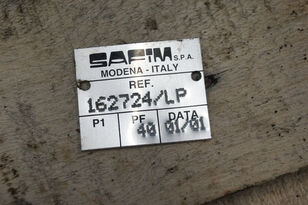 SAFIM S.P.A.
MODENA - ITALY
REF.
162724/LP
P1 PF DATA
40 01/01